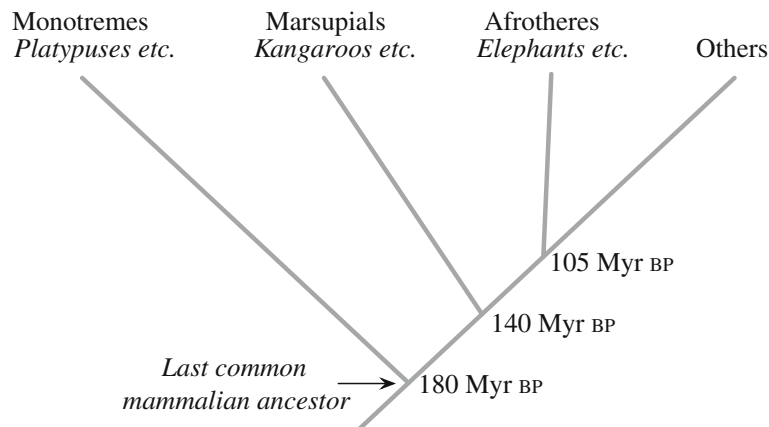 Monotremes
Platypuses etc.
Marsupials
Kangaroos etc.
Afrotheres
Elephants etc.
Others
105 Myr BP
140 Myr BP
Last common
mammalian ancestor
180 Myr BP